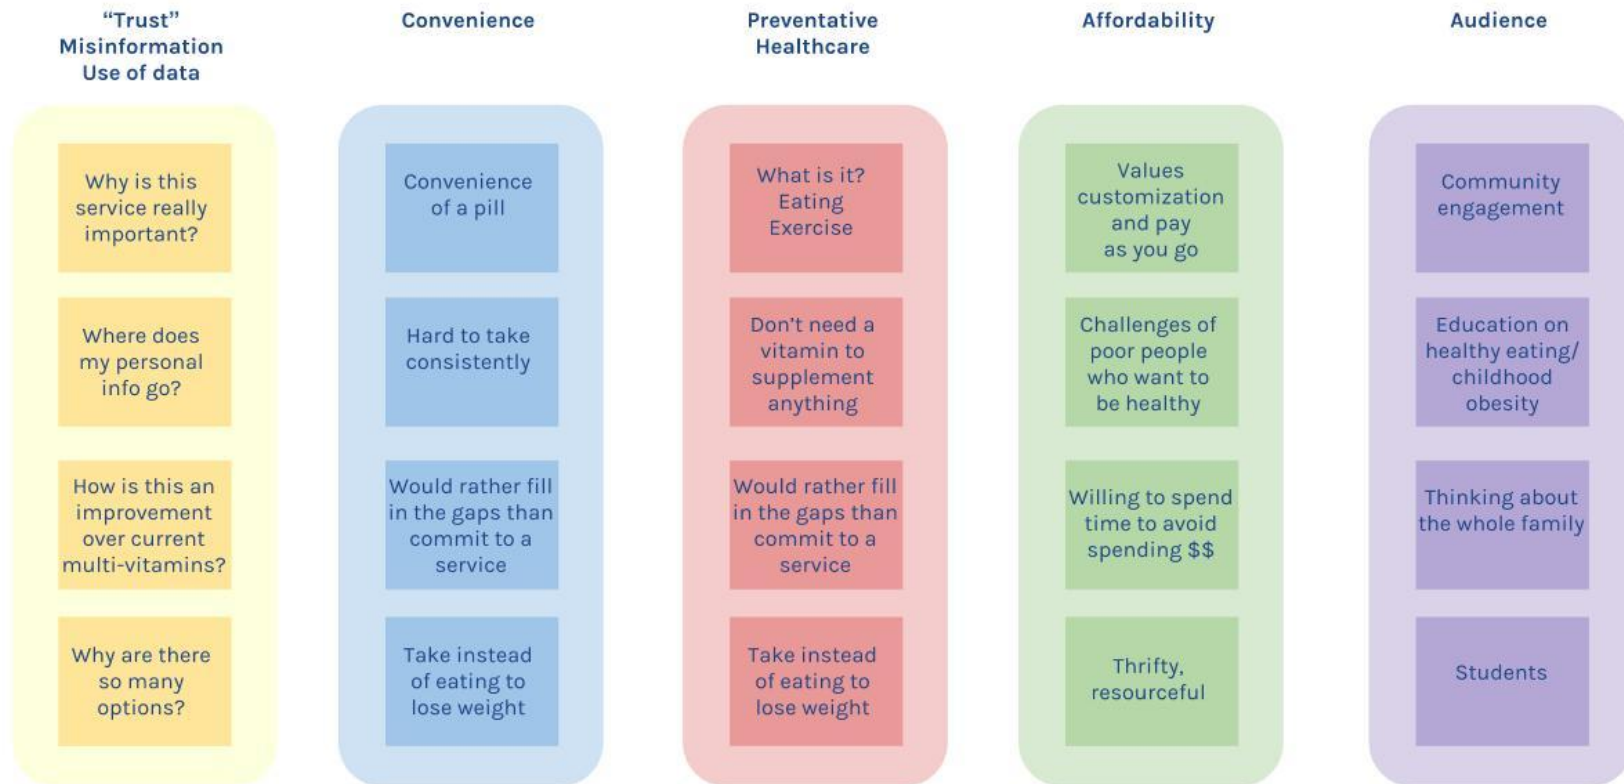 “Trust”
Misinformation
Use of data
Convenience
Preventative
Healthcare
Affordability
Audience
Why is this
service really
important?
Where does
my personal
info go?
How is this an
improvement
over current
multi-vitamins?
Why are there
so many
options?
Convenience
of a pill
Hard to take
consistently
Would rather fill
in the gaps than
commit to a
service
Take instead
of eating to
lose weight
What is it?
Eating
Exercise
Don’t need a
vitamin to
supplement
anything
Would rather fill
in the gaps than
commit to a
service
Take instead
of eating to
lose weight
Values
customization
and pay
as you go
Challenges of
poor people
who want to
be healthy
Willing to spend
time to avoid
spending $$
Thrifty,
resourceful
Community
engagement
Education on
healthy eating/
childhood
obesity
Thinking about
the whole family
Students